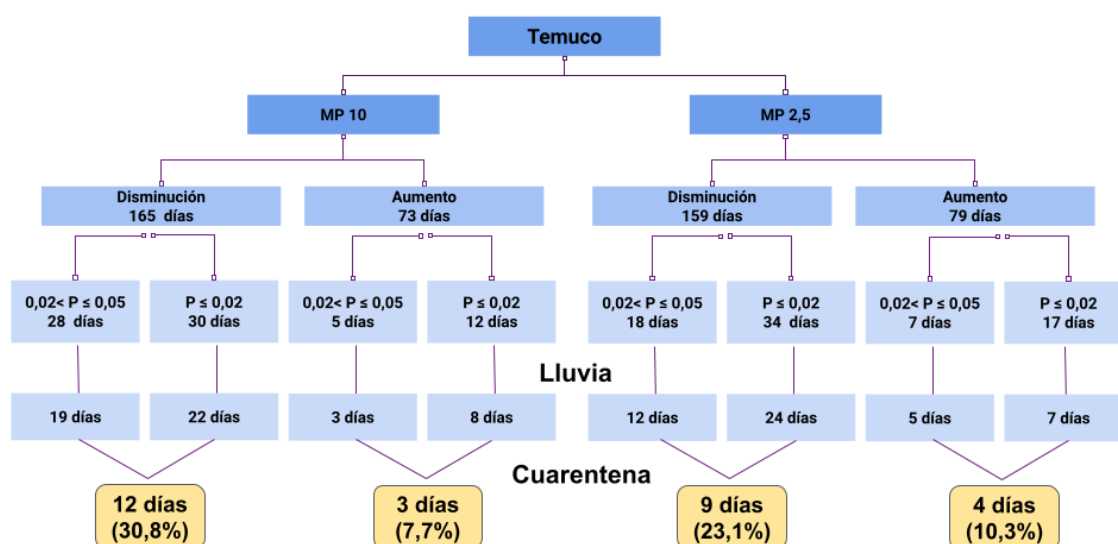 Temuco
MP 10
MP 2,5
Disminución
165 días
Aumento
73 días
Disminución
159 días
Aumento
79 días
0,02< P ≤ 0,05
28 días
P ≤ 0,02
30 días
0,02< P ≤ 0,05
5 días
P ≤ 0,02
12 días
0,02< P ≤ 0,05
18 días
P ≤ 0,02
34 días
0,02< P ≤ 0,05
7 días
P ≤ 0,02
17 días
Lluvia
19 días
22 días
3 días
8 días
12 días
24 días
5 días
7 días
Cuarentena
12 días
(30,8%)
3 días
(7,7%)
9 días
(23,1%)
4 días
(10,3%)